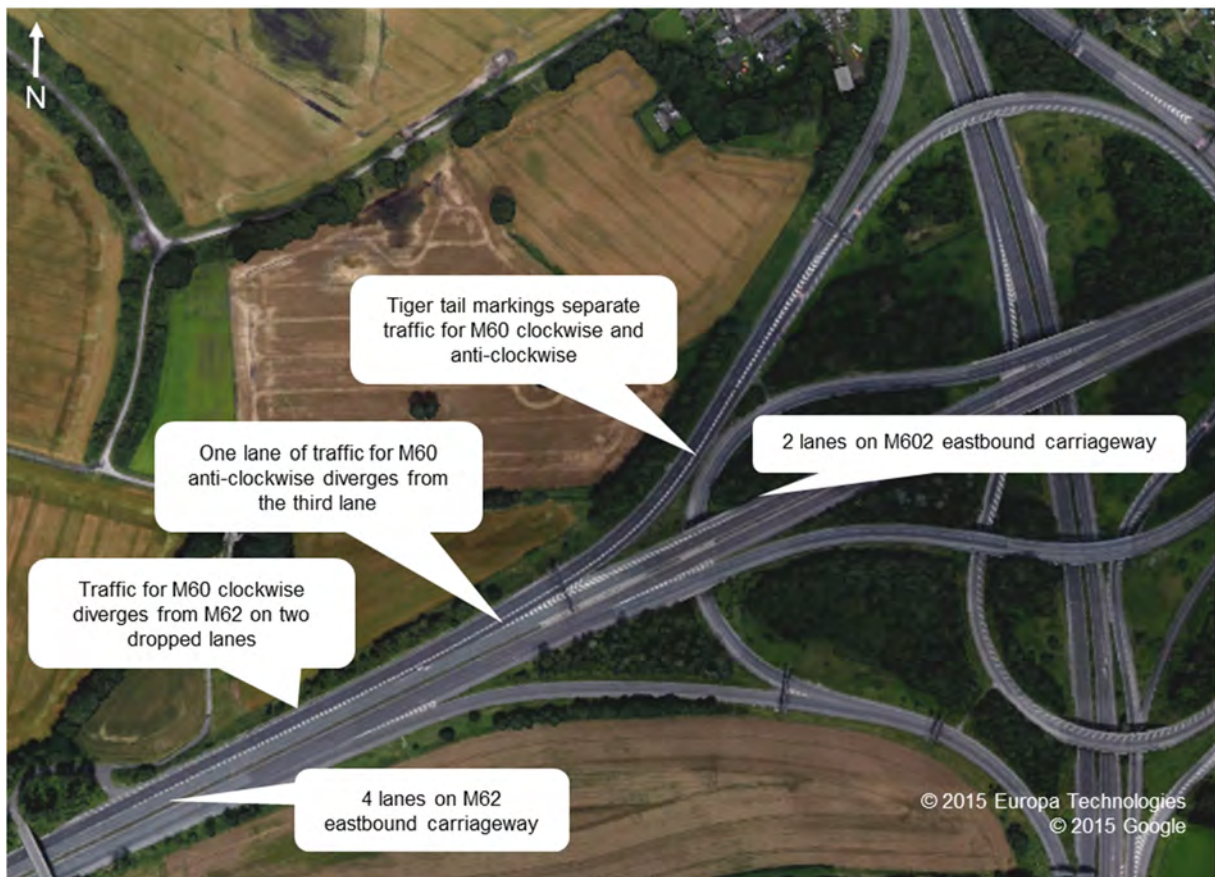 N
Tiger tail markings separate
traffic for M60 clockwise and
anti-clockwise
2 lanes on M602 eastbound carriageway
One lane of traffic for M60
anti-clockwise diverges from
the third lane
Traffic for M60 clockwise
diverges from M62 on two
dropped lanes
4 lanes on M62
eastbound carriageway
© 2015 Europa Technologies
© 2015 Google